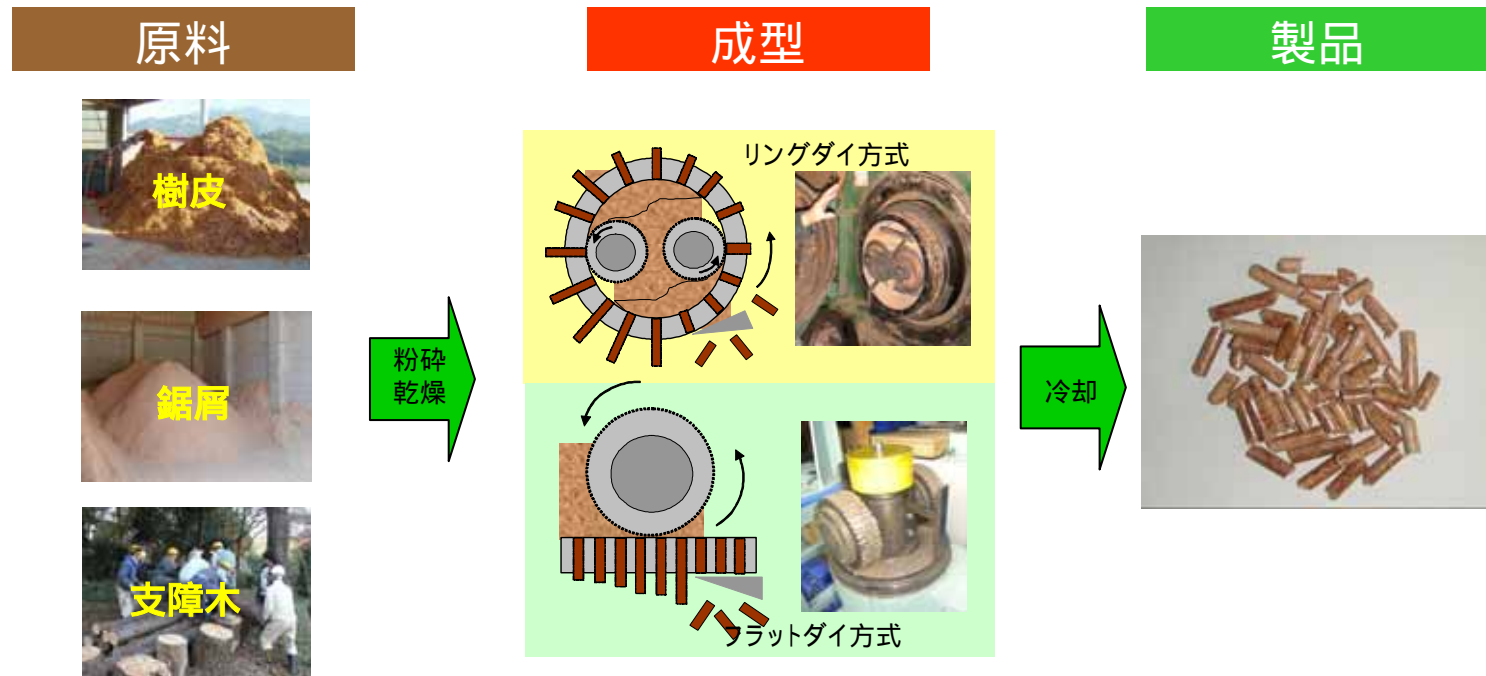 原料
成型
製品
樹皮
鋸屑
支障木
粉砕
乾燥
リングダイ方式
フラットダイ方式
冷却